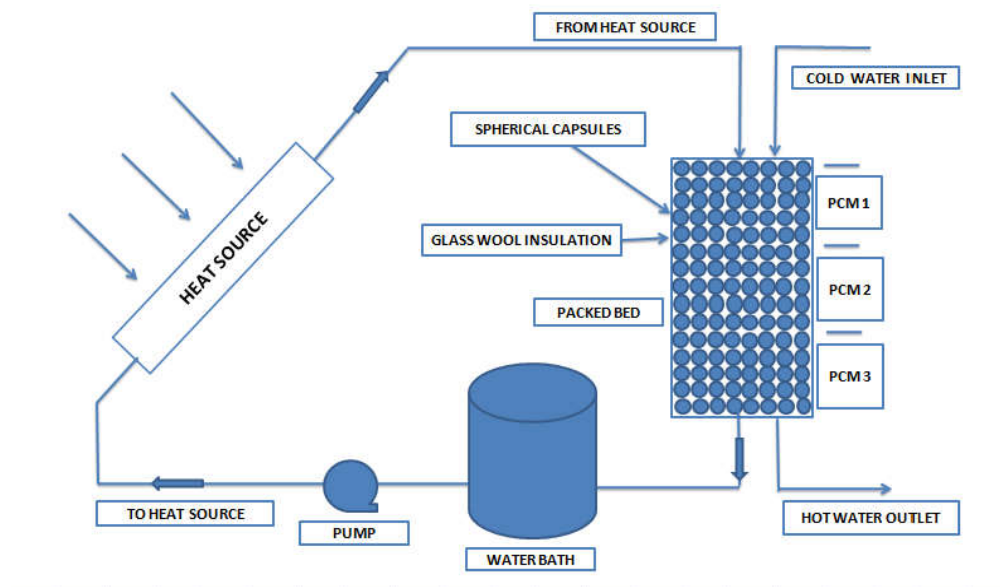 FROM HEAT SOURCE
COLD WATER INLET
SPHERICAL CAPSULES
PCM 1
HEAT SOURCE
GLASS WOOL INSULATION
PCM 2
PACKED BED
PCM 3
TO HEAT SOURCE
PUMP
HOT WATER OUTLET
WATER BATH